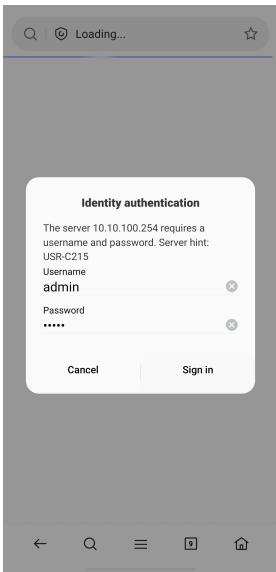 Loading...
Identity authentication
The server 10.10.100.254 requires a
username and password. Server hint:
USR-C215
Username
admin
Password
•••••
Cancel
Sign in
9